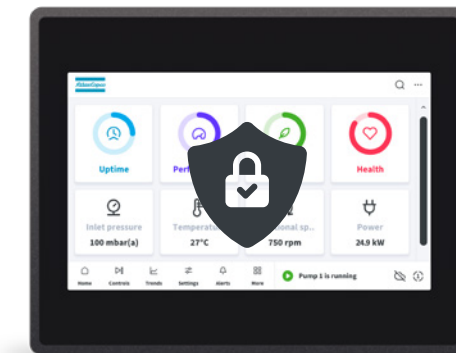 Atlas Copco
Uptime
Health
Inlet pressure
Power
100 mbar(a)
27°C
750 rpm
24.9 kW
Home
Controls
Trends
Settings
Alerts
More
Pump 1 is running